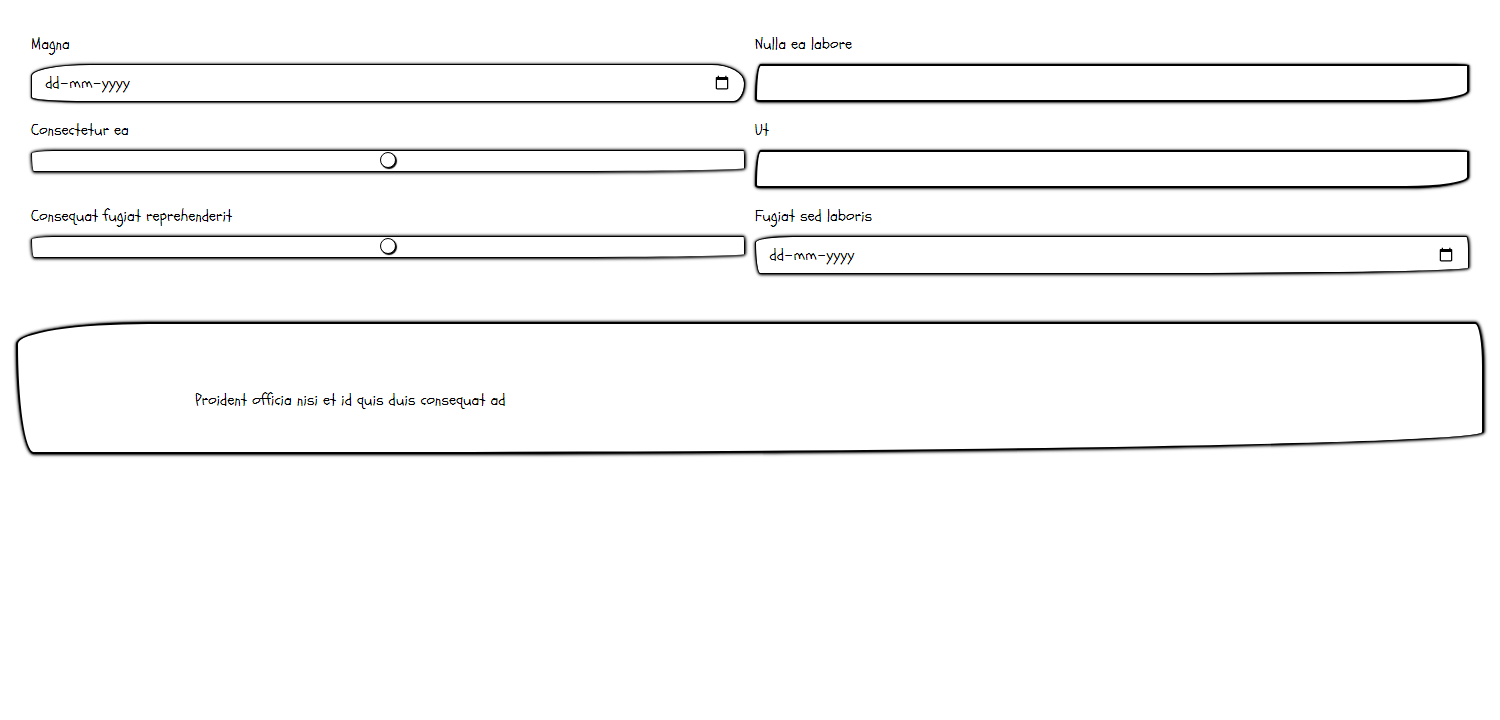 Magna
Nulla ea labore
dd-mm-yyyy
Consectetur ea
Ut
Consequat fugiat reprehenderit
Fugiat sed laboris
dd-mm-yyyy
Proident officia nisi et id quis duis consequat ad